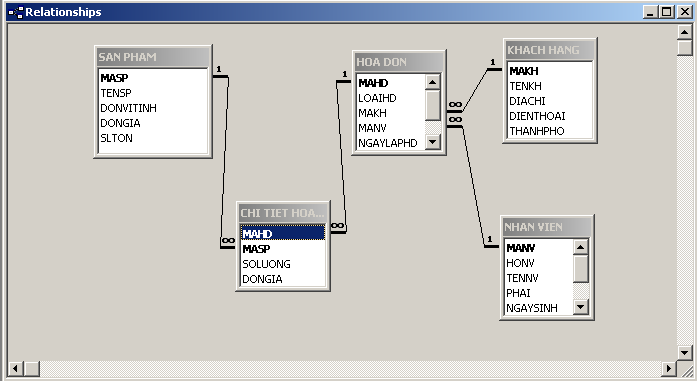 Relationships
SAN PHAM
MASP
TENSP
DONVITINH
DONGIA
SLTON
HOA DON
MAHD
LOAIHD
MAKH
MANV
NGAYLAPHD
KHACH HANG
MAKH
TENKH
DIACHI
DIENTHOAI
THANHPHO
CHI TIET HOA...
MAHD
MASP
SOLUONG
DONGIA
NHAN VIEN
MANV
HONV
TENNV
PHAI
NGAYSINH
1
∞
1
∞
1
∞
1
∞